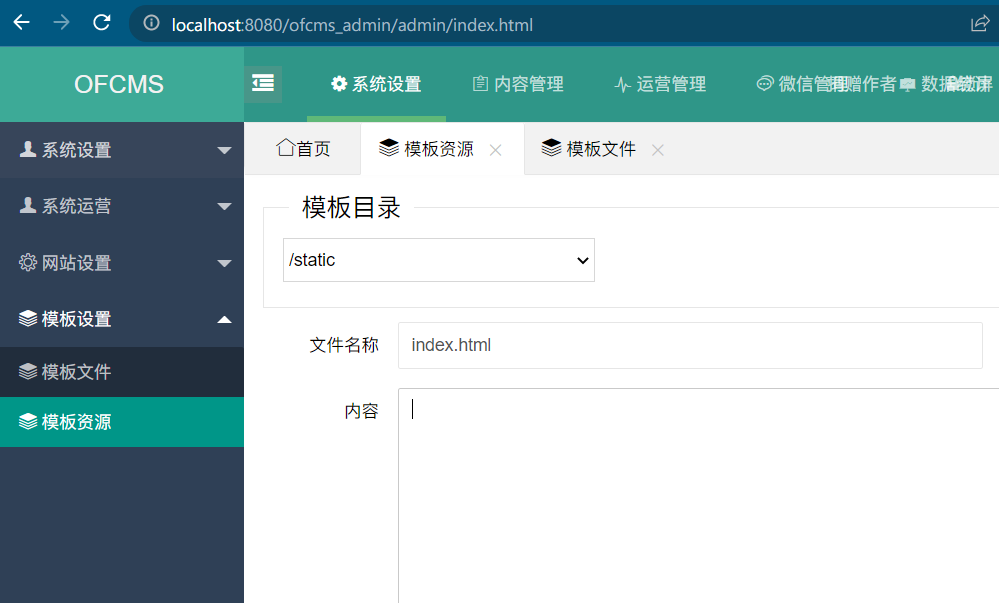 localhost:8080/ofcms_admin/admin/index.html
OFCMS
系统设置 内容管理 运营管理 微信管理 捐赠作者 数据
系统设置
系统运营
网站设置
模板设置
模板文件
模板资源
首页 模板资源 模板文件
模板目录
/static
文件名称 index.html
内容